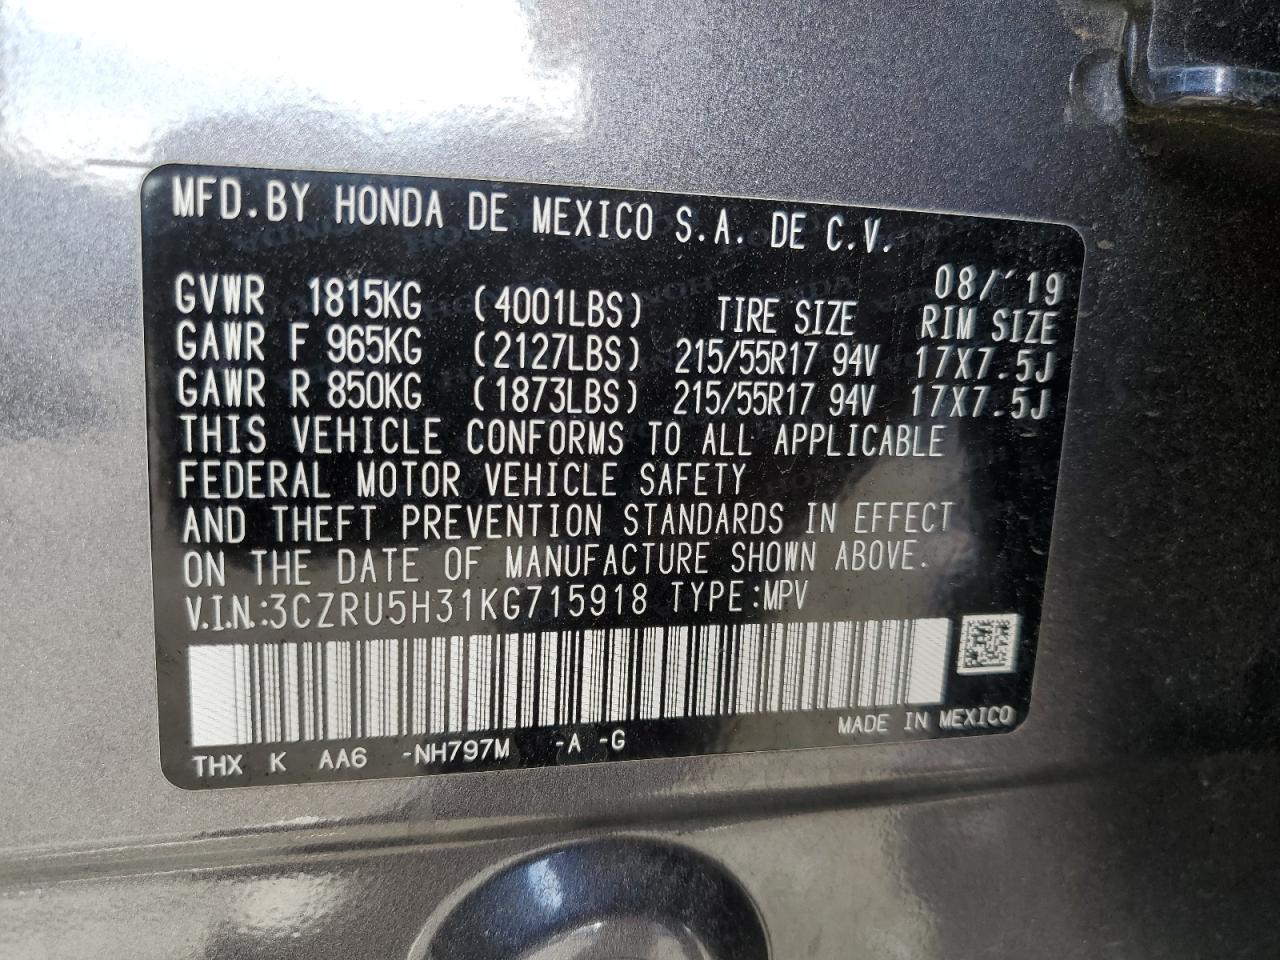 MFD.BY HONDA DE MEXICO S.A. DE C.V.
08/ ´19
GVWR 1815KG (4001LBS) TIRE SIZE RIM SIZE
GAWR F 965KG (2127LBS) 215/55R17 94V 17X7.5J
GAWR R 850KG (1873LBS) 215/55R17 94V 17X7.5J
THIS VEHICLE CONFORMS TO ALL APPLICABLE
FEDERAL MOTOR VEHICLE SAFETY
AND THEFT PREVENTION STANDARDS IN EFFECT
ON THE DATE OF MANUFACTURE SHOWN ABOVE.
V.I.N.:3CZRU5H31KG715918 TYPE:MPV
MADE IN MEXICO
THX K AA6 -NH797M -A -G